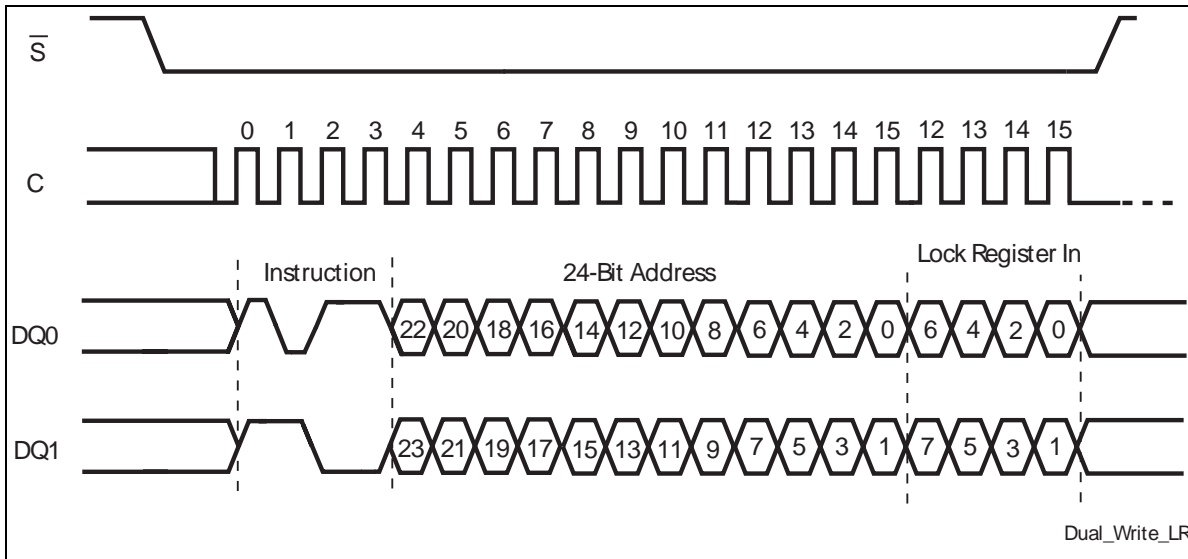 S
0 1 2 3 4 5 6 7 8 9 10 11 12 13 14 15 12 13 14 15
C
Instruction 24-Bit Address Lock Register In
DQ0 22 20 18 16 14 12 10 8 6 4 2 0 6 4 2 0
DQ1 23 21 19 17 15 13 11 9 7 5 3 1 7 5 3 1
Dual_Write_LR